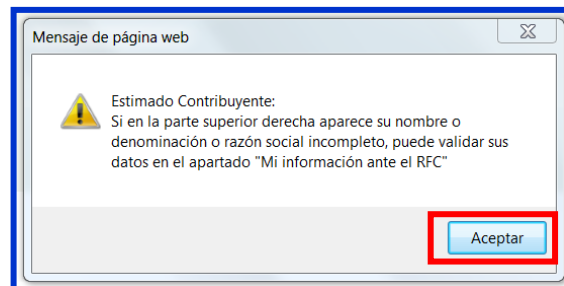 Mensaje de página web
Estimado Contribuyente:
Si en la parte superior derecha aparece su nombre o
denominación o razón social incompleto, puede validar sus
datos en el apartado "Mi información ante el RFC"
Aceptar